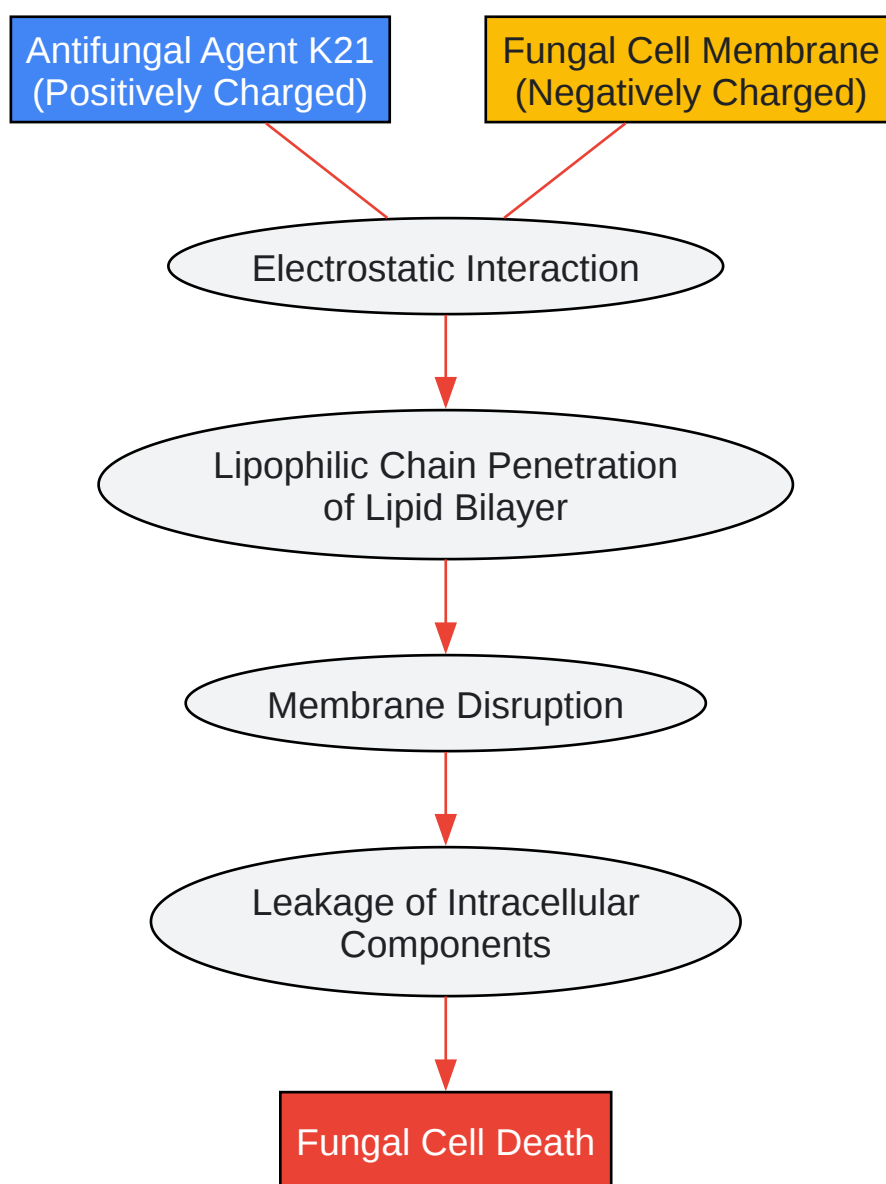 Antifungal Agent K21
(Positively Charged)
Fungal Cell Membrane
(Negatively Charged)
Electrostatic Interaction
Lipophilic Chain Penetration
of Lipid Bilayer
Membrane Disruption
Leakage of Intracellular
Components
Fungal Cell Death